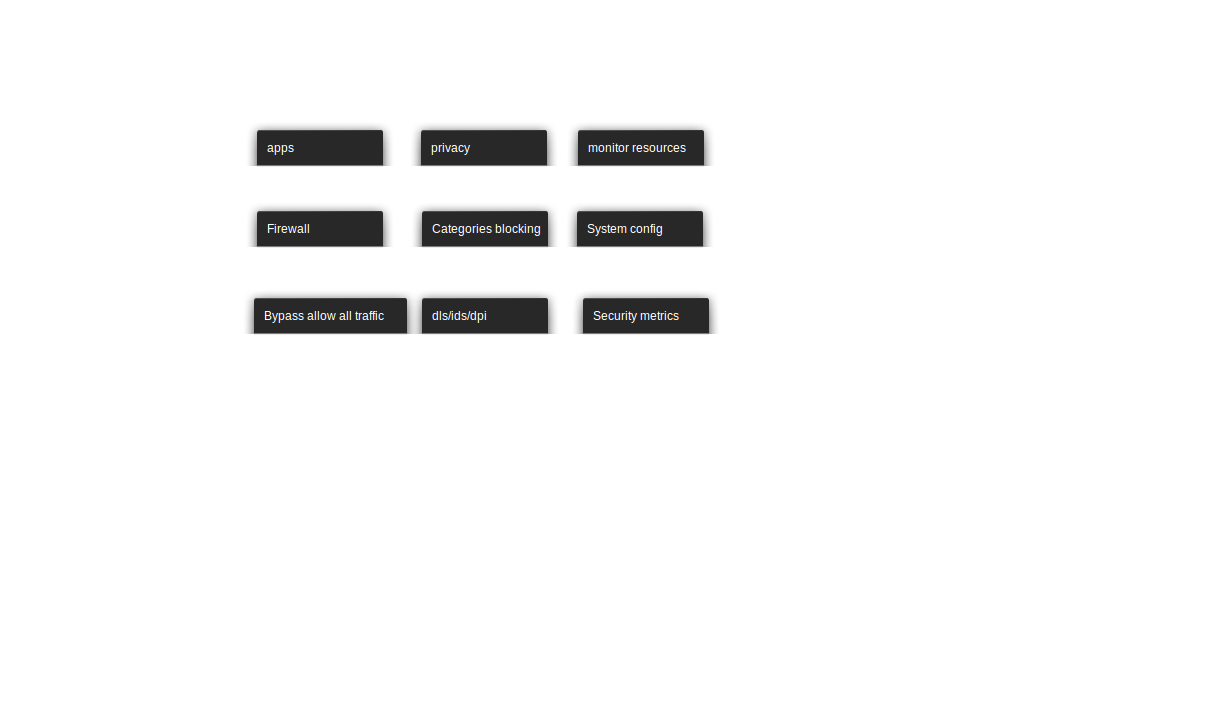 apps
privacy
monitor resources
Firewall
Categories blocking
System config
Bypass allow all traffic
dls/ids/dpi
Security metrics